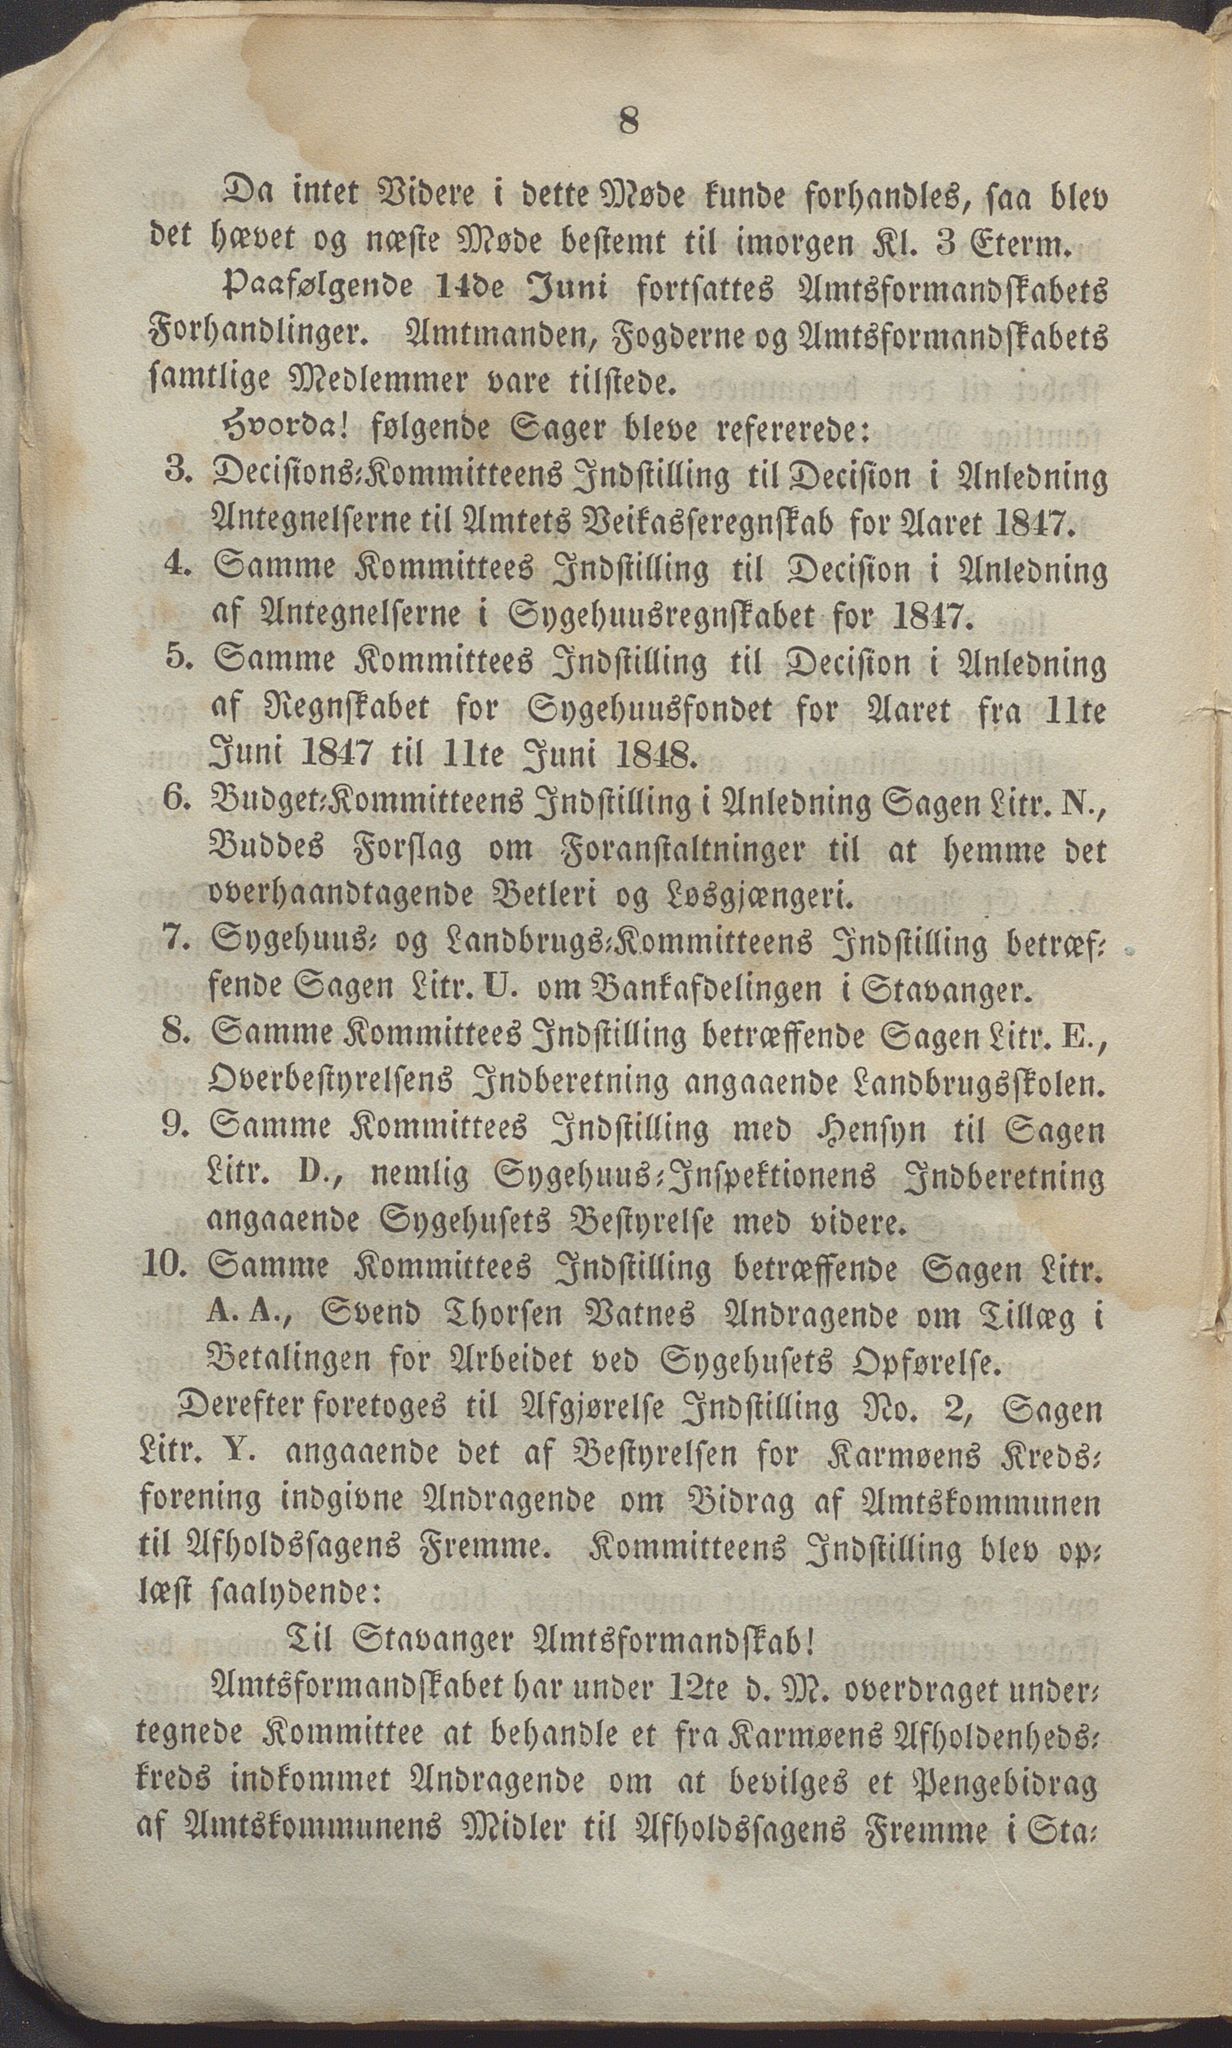 8
Da intet Videre i dette Møde kunde forhandles, saa blev
det hævet og næste Møde bestemt til imorgen Kl. 3 Eterm.
Paafølgende 14de Juni fortsattes Amtsformandskabets
Forhandlinger. Amtmanden, Fogderne og Amtsformandskabets
samtlige Medlemmer vare tilstede.
Hvorda! følgende Sager bleve refererede:
3. Decisions-Kommitteens Indstilling til Decision i Anledning
Antegnelserne til Amtets Veikasseregnskab for Aaret 1847.
4. Samme Kommittees Indstilling til Decision i Anledning
af Antegnelserne i Sygehuusregnskabet for 1847.
5. Samme Kommittees Indstilling til Decision i Anledning
af Regnskabet for Sygehuusfondet for Aaret fra 11te
Juni 1847 til 11te Juni 1848.
6. Budget-Kommitteens Indstilling i Anledning Sagen Litr. N.,
Buddes Forslag om Foranstaltninger til at hemme det
overhaandtagende Betleri og Løsgjængeri.
7. Sygehuus- og Landbrugs-Kommitteens Indstilling betræf-
fende Sagen Litr. U. om Bankafdelingen i Stavanger.
8. Samme Kommittees Indstilling betræffende Sagen Litr. E.,
Overbestyrelsens Indberetning angaaende Landbrugsskolen.
9. Samme Kommittees Indstilling med Hensyn til Sagen
Litr. D., nemlig Sygehuus-Inspektionens Indberetning
angaaende Sygehusets Bestyrelse med videre.
10. Samme Kommittees Indstilling betræffende Sagen Litr.
A. A., Svend Thorsen Vatnes Andragende om Tillæg i
Betalingen for Arbeidet ved Sygehusets Opførelse.
Derefter foretoges til Afgjørelse Indstilling No. 2, Sagen
Litr. Y. angaaende det af Bestyrelsen for Karmøens Kreds-
forening indgivne Andragende om Bidrag af Amtskommunen
til Afholdssagens Fremme. Kommitteens Indstilling blev op-
læst saalydende:
Til Stavanger Amtsformandskab!
Amtsformandskabet har under 12te d. M. overdraget under-
tegnede Kommittee at behandle et fra Karmøens Afholdenheds-
kreds indkommet Andragende om at bevilges et Pengebidrag
af Amtskommunens Midler til Afholdssagens Fremme i Sta-